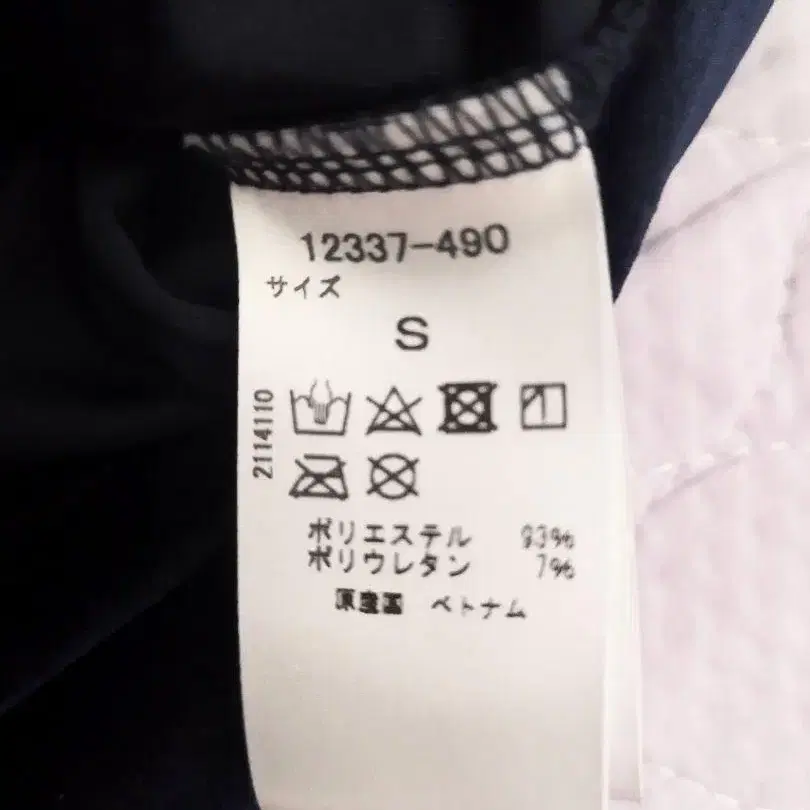 12337-490
サイズ
S
2114110
ポリエステル 93%
ポリウレタン 7%
原産国 ベトナム